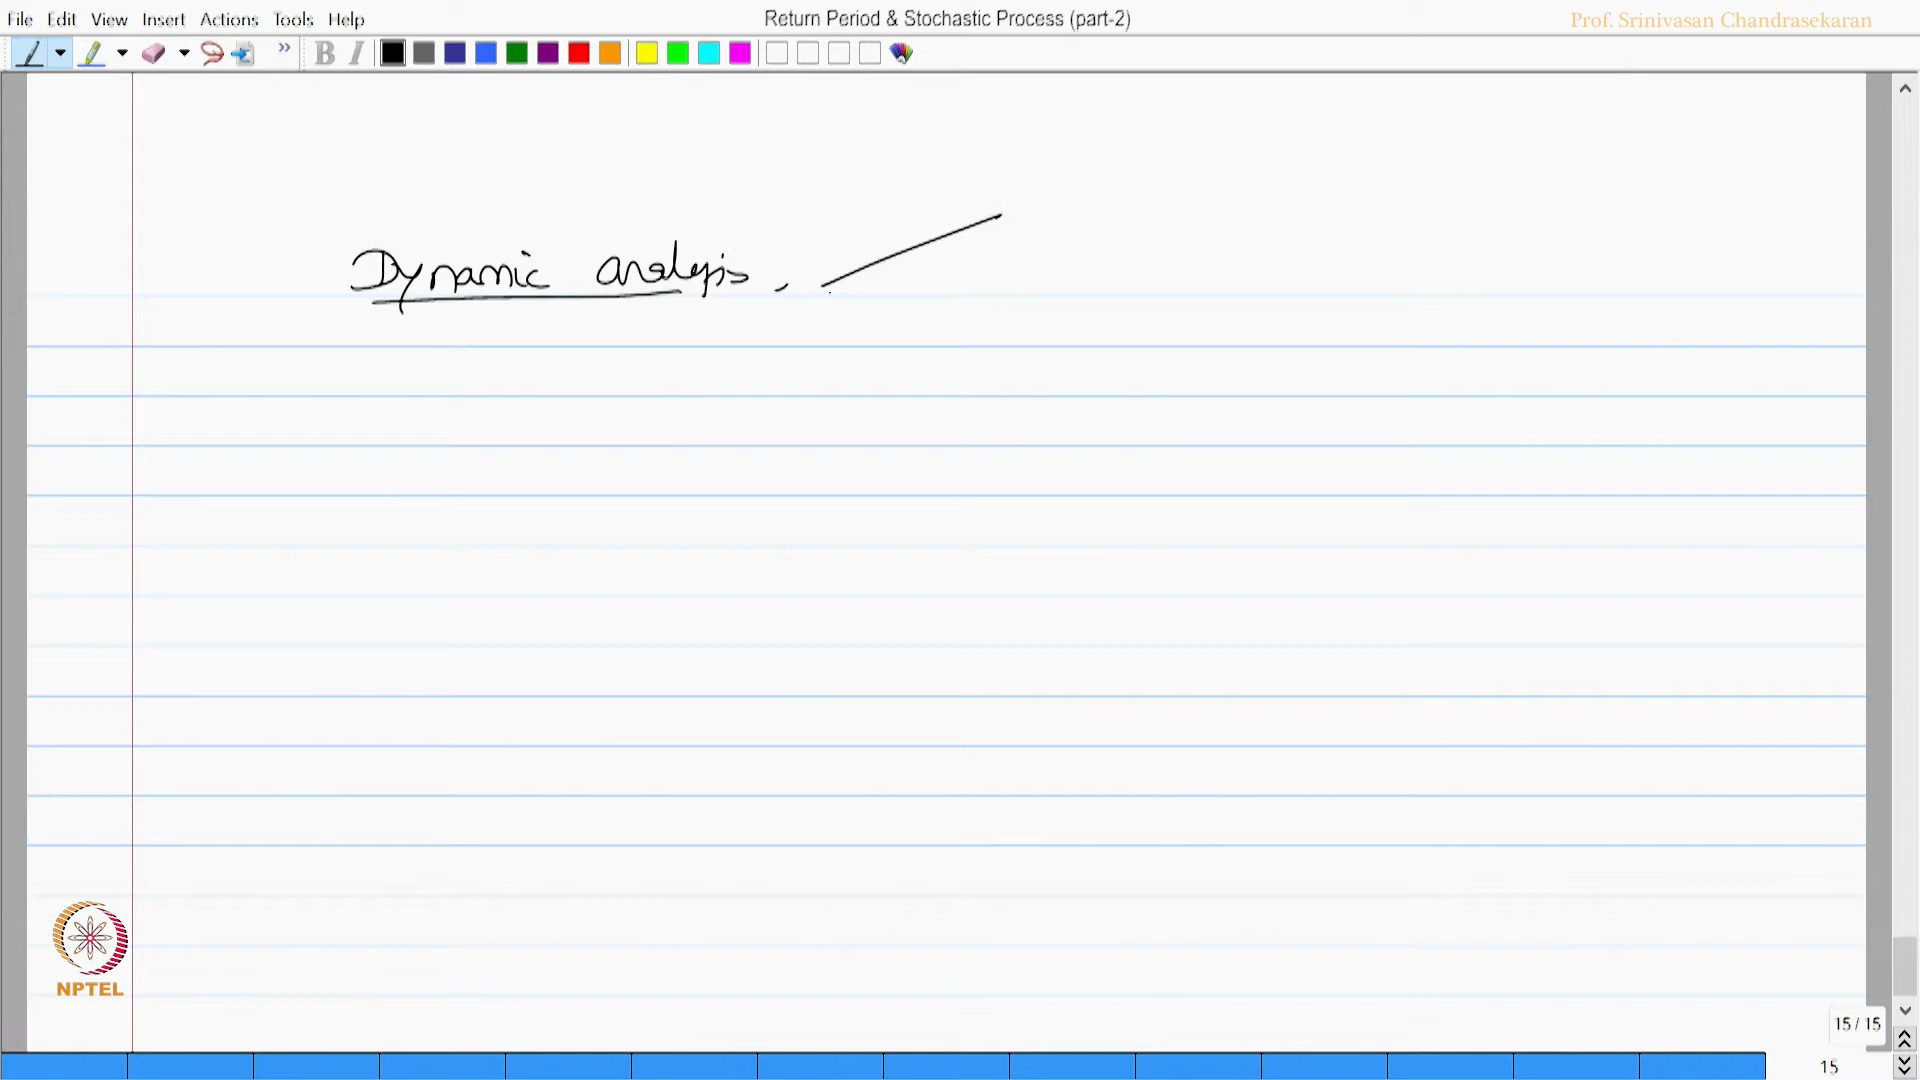 File Edit View Insert Actions Tools Help Return Period & Stochastic Process (part-2) Prof. Srinivasan Chandrasekaran
B I
Dynamic analysis,
NPTEL
15 / 15
15